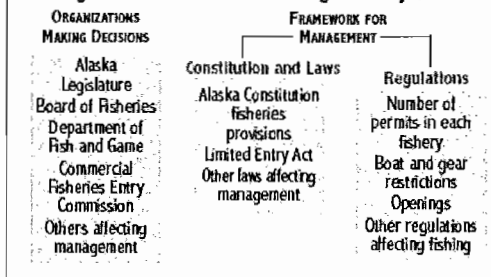 ORGANIZATIONS
MAKING DECISIONS
Alaska
Legislature
Board of Fisheries
Department of
Fish and Game
Commercial
Fisheries Entry
Commission
Others affecting
management
FRAMEWORK FOR
MANAGEMENT
Constitution and Laws
Alaska Constitution
fisheries
provisions
Limited Entry Act
Other laws affecting
management
Regulations
Number of
permits in each
fishery
Boat and gear
restrictions
Openings
Other regulations
affecting fishing